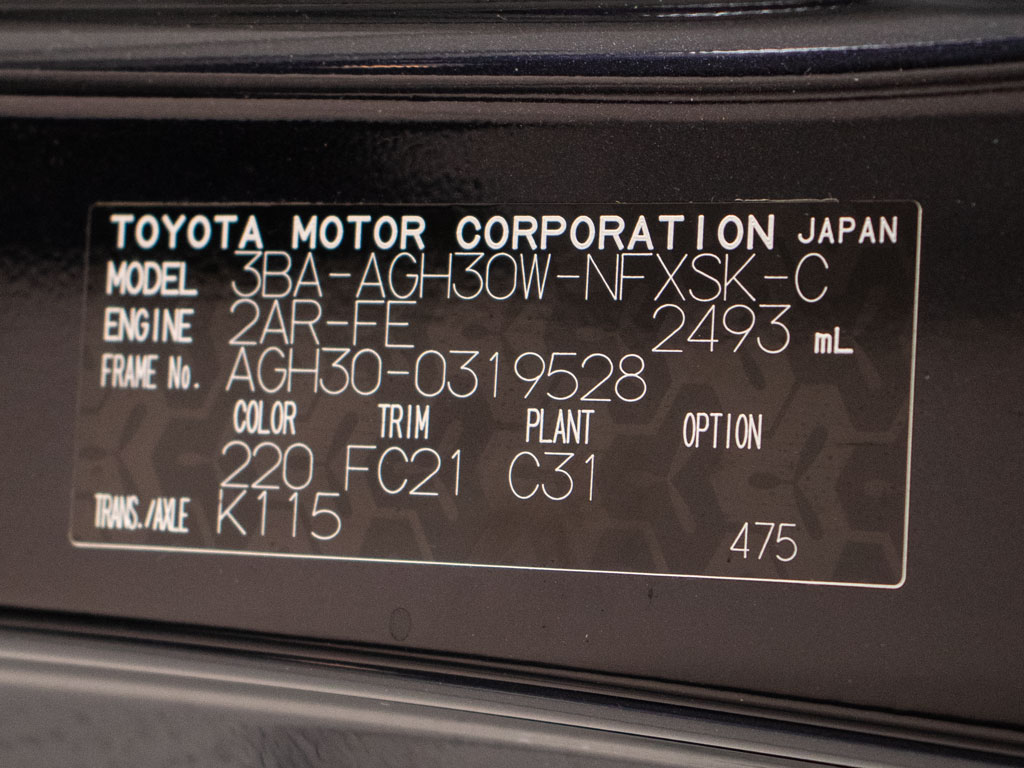 TOYOTA MOTOR CORPORATION JAPAN
MODEL 3BA-AGH30W-NFXSK-C
ENGINE 2AR-FE 2493 mL
FRAME No. AGH30-0319528
COLOR TRIM PLANT OPTION
220 FC21 C31
TRANS./AXLE K115
475